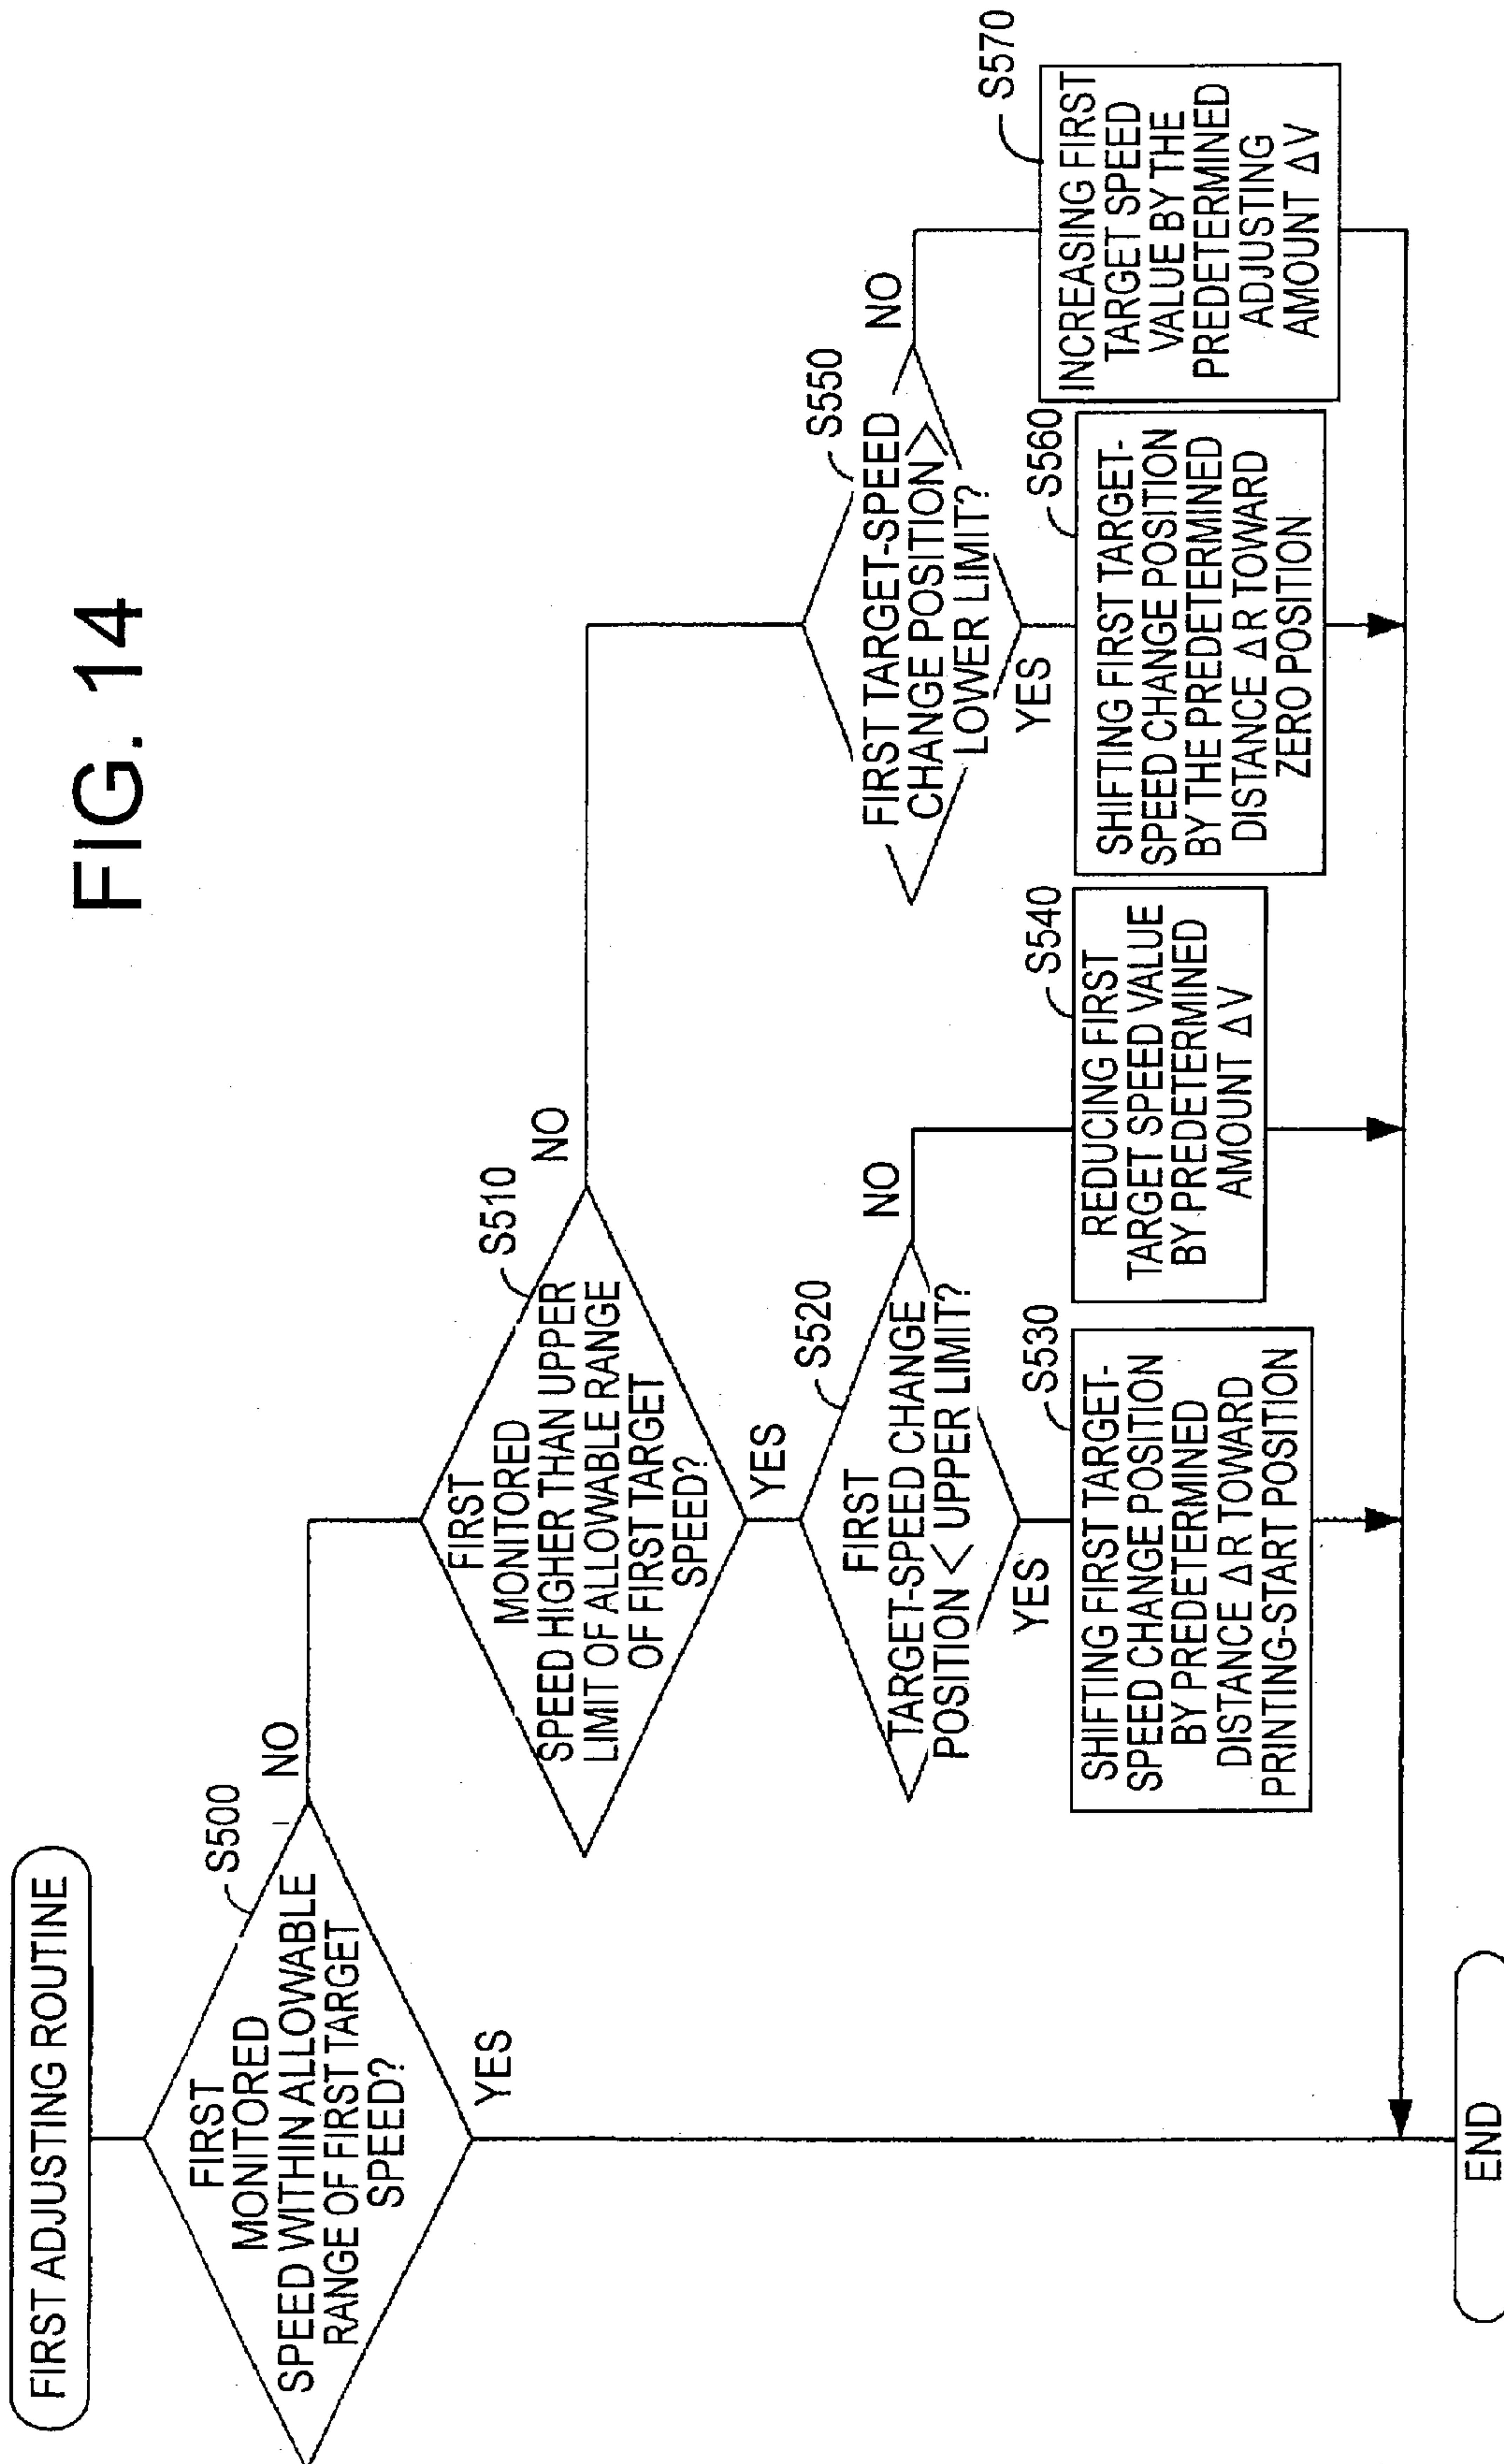 FIG. 14
FIRST ADJUSTING ROUTINE
S500
FIRST
MONITORED
SPEED WITHIN ALLOWABLE
RANGE OF FIRST TARGET
SPEED?
NO
YES
S510
FIRST
MONITORED
SPEED HIGHER THAN UPPER
LIMIT OF ALLOWABLE RANGE
OF FIRST TARGET
SPEED?
NO
YES
S520
FIRST
TARGET-SPEED CHANGE
POSITION < UPPER LIMIT?
NO
YES
S530
SHIFTING FIRST TARGET-
SPEED CHANGE POSITION
BY PREDETERMINED
DISTANCE ΔR TOWARD
PRINTING-START POSITION
S540
REDUCING FIRST
TARGET SPEED VALUE
BY PREDETERMINED
AMOUNT ΔV
S550
FIRST TARGET-SPEED
CHANGE POSITION >
LOWER LIMIT?
NO
YES
S560
SHIFTING FIRST TARGET-
SPEED CHANGE POSITION
BY THE PREDETERMINED
DISTANCE ΔR TOWARD
ZERO POSITION
S570
INCREASING FIRST
TARGET SPEED
VALUE BY THE
PREDETERMINED
ADJUSTING
AMOUNT ΔV
END